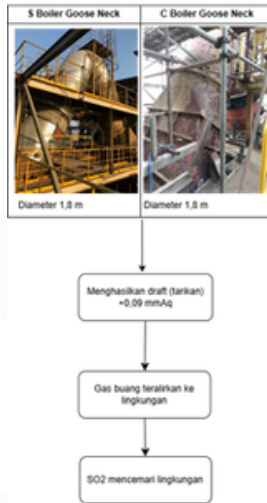 S Boiler Goose Neck
C Boiler Goose Neck
Diameter 1,8 m
Diameter 1,8 m
Menghasilkan draft (tarikan)
+0,09 mmAq
Gas buang teralirkan ke
lingkungan
SO2 mencemari lingkungan